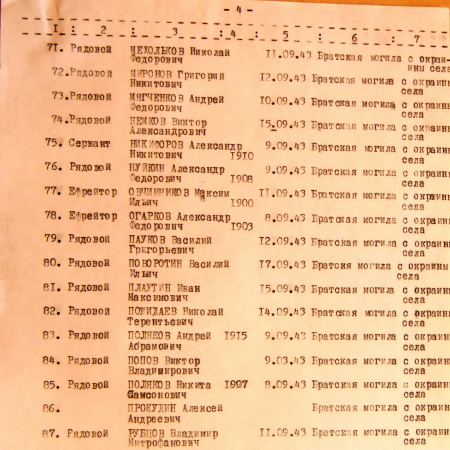 - 4 -
1 : 2 : 3 :4: 5 : 6 : 7
71. Рядовой МЕХОЛЬКОВ Николай 11.09.43 Братская могила с окраи-
Федорович ины села
72. Рядовой МИРОНОВ Григорий 12.09.43 Братская могила с окраины
Никитович села
73. Рядовой МЯГЧЕНКОВ Андрей 10.09.43 Братская могила с окраины
Федорович села
74. Рядовой НЕМКОВ Виктор 15.09.43 Братская могила с окраины
Александрович села
75. Сержант НИКИФОРОВ Александр 9.09.43 Братская могила с окраины
Никитович 1910 села
76. Рядовой НУЙКИН Александр 9.09.43 Братская могила с окраины
Федорович 1908 села
77. Ефрейтор ОВЧИННИКОВ Максим 11.09.43 Братская могила с окраины
Ильич 1900 села
78. Ефрейтор ОГАРКОВ Александр 8.09.43 Братская могила с окраины
Федорович 1903 села
79. Рядовой ПАУКОВ Василий 12.09.43 Братская могила с окраины
Григорьевич села
80. Рядовой ПОВОРОТИН Василий 17.09.43 Братския могила с окраины
Ильич села
81. Рядовой ПЛАУТИН Иван 15.09.43 Братская могила с окраины
Максимович села
82. Рядовой ПОМИЛАЕВ Николай 14.09.43 Братская могила с окраины
Терентьевич села
83. Рядовой ПОЛЯКОВ Андрей 1915 9.09.43 Братская могила с окраины
Абрамович села
84. Рядовой ПОПОВ Виктор 9.03.43 Братская могила с окраины
Владимирович села
85. Рядовой ПОЛЯКОВ Никита 1907 8.09.43 Братская могила с окраины
Самсонович села
86. ПРОКУДИН Алексей Братская могила с окраины
Андреевич села
87. Рядовой РУБЦОВ Владимир 11.09.43 Братская могила с окраины
Митрофанович села